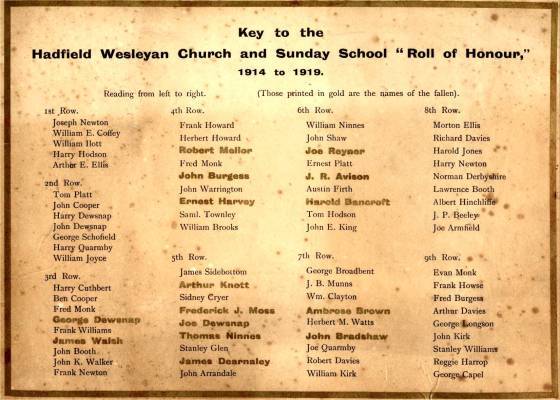 Key to the
Hadfield Wesleyan Church and Sunday School "Roll of Honour,"
1914 to 1919.
Reading from left to right. (Those printed in gold are the names of the fallen).
1st Row.
Joseph Newton
William E. Coffey
William Hott
Harry Hodson
Arthur E. Ellis
2nd Row.
Tom Platt
John Cooper
Harry Dewsnap
John Dewsnap
George Schofield
Harry Quarmby
William Joyce
3rd Row.
Harry Cuthbert
Ben Cooper
Fred Monk
George Dewsnap
Frank Williams
James Walsh
John Booth
John K. Walker
Frank Newton
4th Row.
Frank Howard
Herbert Howard
Robert Mellor
Fred Monk
John Burgess
John Warrington
Ernest Harvey
Saml. Townley
William Brooks
5th Row.
James Sidebottom
Arthur Knott
Sidney Cryer
Frederick J. Moss
Joe Dewsnap
Thomas Ninnes
Stanley Glen
James Dearnaley
John Arrandale
6th Row.
William Ninnes
John Shaw
Joe Rayner
Ernest Platt
J. R. Avison
Austin Firth
Harold Bancroft
Tom Hodson
John E. King
7th Row.
George Broadbent
J. B. Munns
Wm. Clayton
Ambrose Brown
Herbert M. Watts
John Bradshaw
Joe Quarmby
Robert Davies
William Kirk
8th Row.
Morton Ellis
Richard Davies
Harold Jones
Harry Newton
Norman Derbyshire
Lawrence Booth
Albert Hinchliffe
J. P. Beeley
Joe Armfield
9th Row.
Evan Monk
Frank Howse
Fred Burgess
Arthur Davies
George Longson
John Kirk
Stanley Williams
Reggie Harrop
George Capel